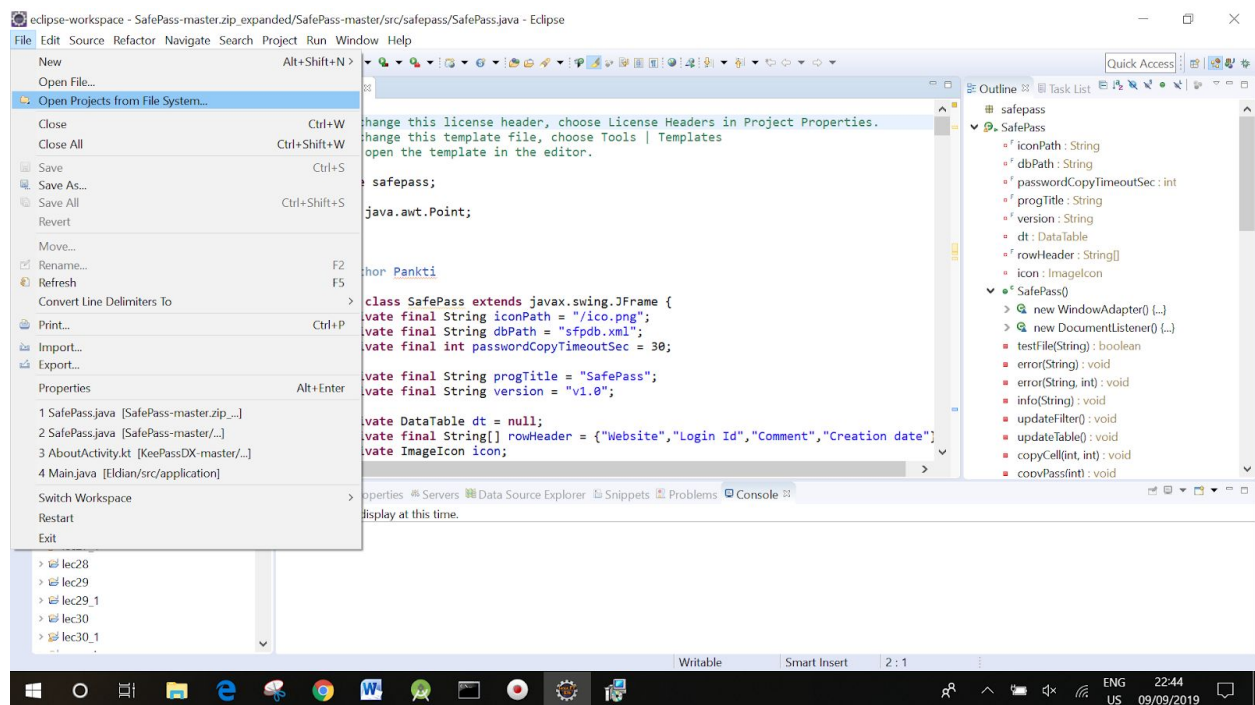 eclipse-workspace - SafePass-master.zip_expanded/SafePass-master/src/safepass/SafePass.java - Eclipse
File Edit Source Refactor Navigate Search Project Run Window Help
Quick Access
New Alt+Shift+N >
Open File...
Open Projects from File System...
Close Ctrl+W
Close All Ctrl+Shift+W
Save Ctrl+S
Save As...
Save All Ctrl+Shift+S
Revert
Move...
Rename... F2
Refresh F5
Convert Line Delimiters To >
Print... Ctrl+P
Import...
Export...
Properties Alt+Enter
1 SafePass.java [SafePass-master.zip_...]
2 SafePass.java [SafePass-master/...]
3 AboutActivity.kt [KeePassDX-master/...]
4 Main.java [Eldian/src/application]
Switch Workspace >
Restart
Exit
> lec28
> lec29
> lec29_1
> lec30
> lec30_1
hange this license header, choose License Headers in Project Properties.
hange this template file, choose Tools | Templates
open the template in the editor.
safepass;
java.awt.Point;
hor Pankti
class SafePass extends javax.swing.JFrame {
vate final String iconPath = "/ico.png";
vate final String dbPath = "sfpdb.xml";
vate final int passwordCopyTimeoutSec = 30;
vate final String progTitle = "SafePass";
vate final String version = "v1.0";
vate DataTable dt = null;
vate final String[] rowHeader = {"Website","Login Id","Comment","Creation date"}
vate ImageIcon icon;
Outline Task List
safepass
SafePass
F iconPath : String
F dbPath : String
F passwordCopyTimeoutSec : int
F progTitle : String
F version : String
dt : DataTable
F rowHeader : String[]
icon : ImageIcon
c SafePass()
> new WindowAdapter() {...}
> new DocumentListener() {...}
testFile(String) : boolean
error(String) : void
error(String, int) : void
info(String) : void
updateFilter() : void
updateTable() : void
copyCell(int, int) : void
copyPass(int) : void
operties Servers Data Source Explorer Snippets Problems Console
display at this time.
Writable Smart Insert 2 : 1
ENG
US
22:44
09/09/2019